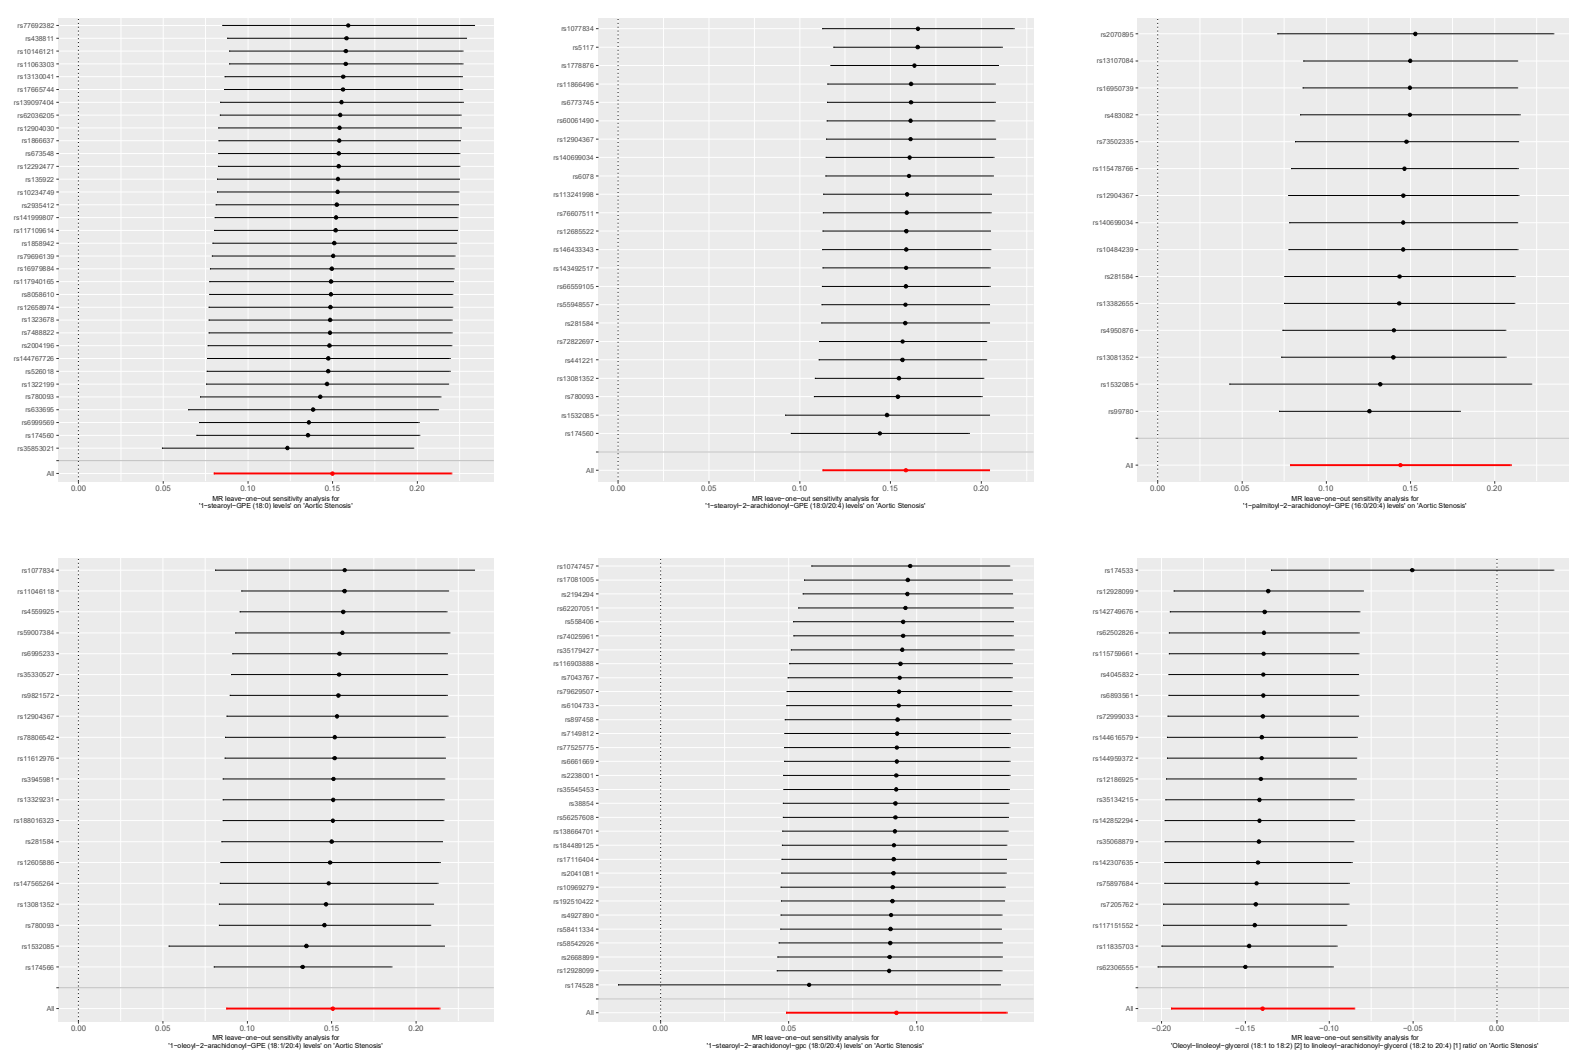 rs77692382
rs438811
rs10146121
rs11063303
rs13130041
rs17665744
rs139097404
rs62036205
rs12904030
rs1866637
rs673548
rs12292477
rs135922
rs10234749
rs2935412
rs141999807
rs117109614
rs1858942
rs79696139
rs16979884
rs117940165
rs8058610
rs12658974
rs1323678
rs7488822
rs2004196
rs144767726
rs526018
rs1322199
rs780093
rs633695
rs6999569
rs174560
rs35853021
All
0.00 0.05 0.10 0.15 0.20
MR leave−one−out sensitivity analysis for
'1−stearoyl−GPE (18:0) levels' on 'Aortic Stenosis'
rs1077834
rs5117
rs1778876
rs11866496
rs6773745
rs60061490
rs12904367
rs140699034
rs6078
rs113241998
rs76607511
rs12685522
rs146433343
rs143492517
rs66559105
rs55948557
rs281584
rs72822697
rs441221
rs13081352
rs780093
rs1532085
rs174560
All
0.00 0.05 0.10 0.15 0.20
MR leave−one−out sensitivity analysis for
'1−stearoyl−2−arachidonoyl−GPE (18:0/20:4) levels' on 'Aortic Stenosis'
rs2070895
rs13107084
rs16950739
rs483082
rs73502335
rs115478766
rs12904367
rs140699034
rs10484239
rs281584
rs13382655
rs4950876
rs13081352
rs1532085
rs99780
All
0.00 0.05 0.10 0.15 0.20
MR leave−one−out sensitivity analysis for
'1−palmitoyl−2−arachidonoyl−GPE (16:0/20:4) levels' on 'Aortic Stenosis'
rs1077834
rs11046118
rs4559925
rs59007384
rs6995233
rs35330527
rs9821572
rs12904367
rs78806542
rs11612976
rs3945981
rs13329231
rs188016323
rs281584
rs12605886
rs147565264
rs13081352
rs780093
rs1532085
rs174566
All
0.00 0.05 0.10 0.15 0.20
MR leave−one−out sensitivity analysis for
'1−oleoyl−2−arachidonoyl−GPE (18:1/20:4) levels' on 'Aortic Stenosis'
rs10747457
rs17081005
rs2194294
rs62207051
rs558406
rs74025961
rs35179427
rs116903888
rs7043767
rs79629507
rs6104733
rs897458
rs7149812
rs77525775
rs6661669
rs2238001
rs35545453
rs38854
rs56257608
rs138664701
rs184489125
rs17116404
rs2041081
rs10969279
rs192510422
rs4927890
rs58411334
rs58542926
rs2668899
rs12928099
rs174528
All
0.00 0.05 0.10
MR leave−one−out sensitivity analysis for
'1−stearoyl−2−arachidonoyl−gpc (18:0/20:4) levels' on 'Aortic Stenosis'
rs174533
rs12928099
rs142749676
rs62502826
rs115759661
rs4045832
rs6893561
rs72999033
rs144616579
rs144959372
rs12186925
rs35134215
rs142852294
rs35068879
rs142307635
rs75897684
rs7205762
rs117151552
rs11835703
rs62306555
All
−0.20 −0.15 −0.10 −0.05 0.00
MR leave−one−out sensitivity analysis for
'Oleoyl−linoleoyl−glycerol (18:1 to 18:2) [2] to linoleoyl−arachidonoyl−glycerol (18:2 to 20:4) [1] ratio' on 'Aortic Stenosis'